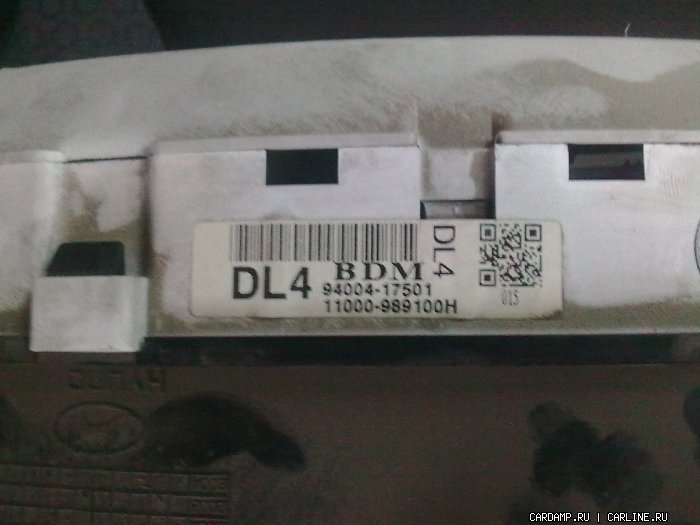 DL4
BDM
DL4
94004-17501
11000-989100H
015
CARDAMP.RU | CARLINE.RU